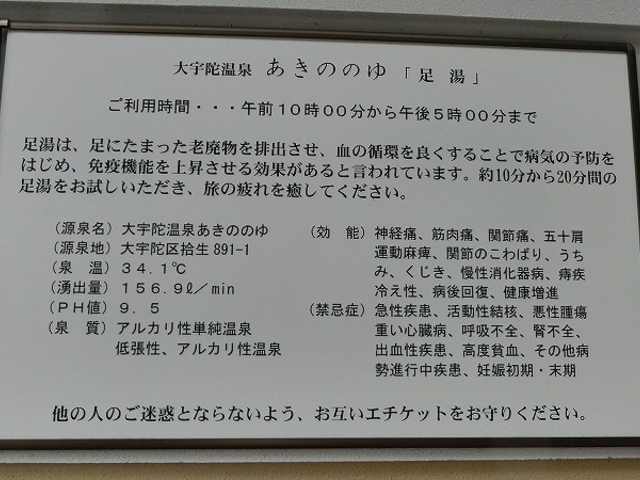 大宇陀温泉 あきののゆ 「足 湯」
ご利用時間・・・午前10時00分から午後5時00分まで
足湯は、足にたまった老廃物を排出させ、血の循環を良くすることで病気の予防を
はじめ、免疫機能を上昇させる効果があると言われています。約10分から20分間の
足湯をお試しいただき、旅の疲れを癒してください。
(源泉名) 大宇陀温泉あきののゆ
(源泉地) 大宇陀区拾生891-1
(泉 温) 34.1℃
(湧出量) 156.9ℓ/min
(PH値) 9.5
(泉 質) アルカリ性単純温泉
低張性、アルカリ性温泉
(効 能) 神経痛、筋肉痛、関節痛、五十肩
運動麻痺、関節のこわばり、うち
み、くじき、慢性消化器病、痔疾
冷え性、病後回復、健康増進
(禁忌症) 急性疾患、活動性結核、悪性腫瘍
重い心臓病、呼吸不全、腎不全、
出血性疾患、高度貧血、その他病
勢進行中疾患、妊娠初期・末期
他の人のご迷惑とならないよう、お互いエチケットをお守りください。